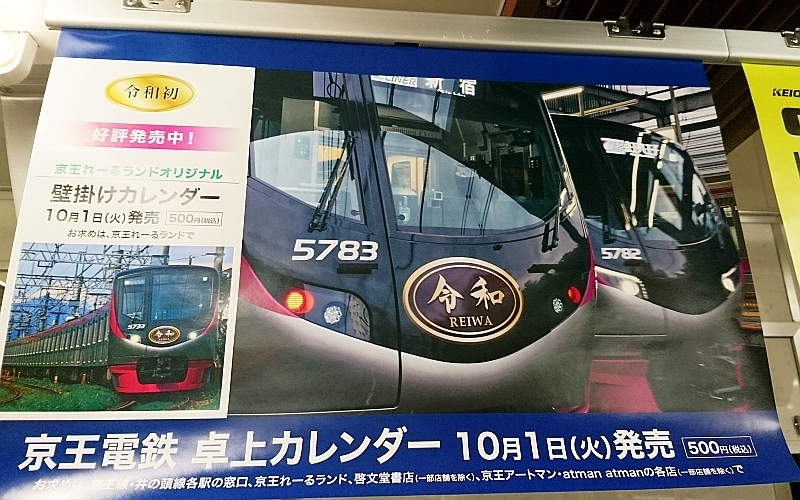 令和初
好評発売中!
京王れーるランドオリジナル
壁掛けカレンダー
10月1日(火)発売 500円(税込)
お求めは、京王れーるランドで
5733
令和
REIWA
LINER 新宿
5783
令和
REIWA
5782
KEIO
京王電鉄 卓上カレンダー 10月1日(火)発売 500円(税込)
お求めは、京王線・井の頭線各駅の窓口、京王れーるランド、啓文堂書店(一部店舗を除く)、京王アートマン・atman atmanの各店(一部店舗を除く)で